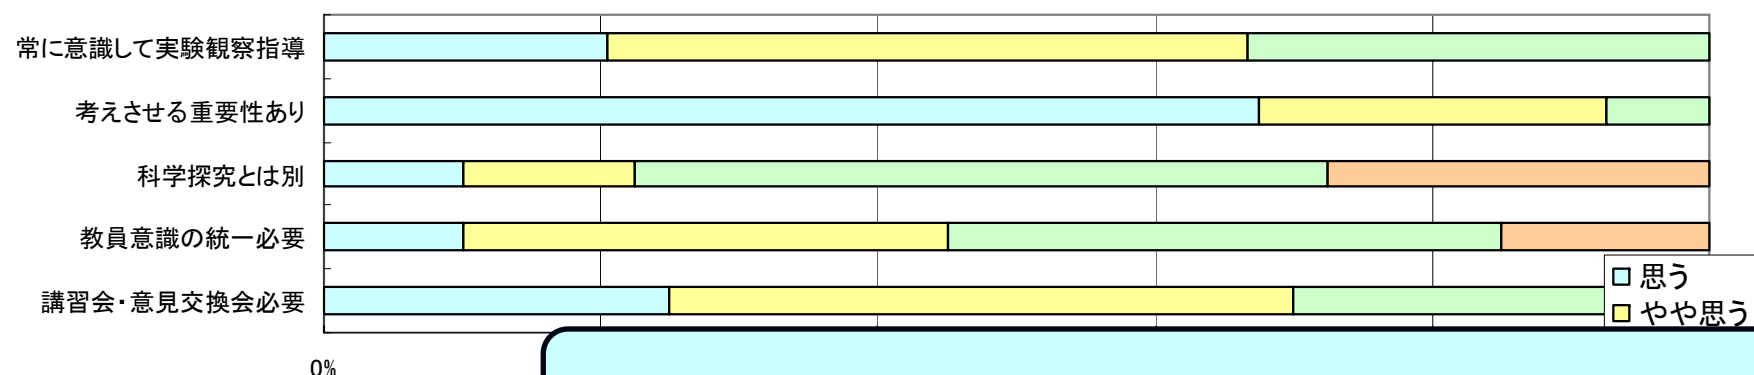 常に意識して実験観察指導
考えさせる重要性あり
科学探究とは別
教員意識の統一必要
講習会・意見交換会必要
思う
やや思う
0%